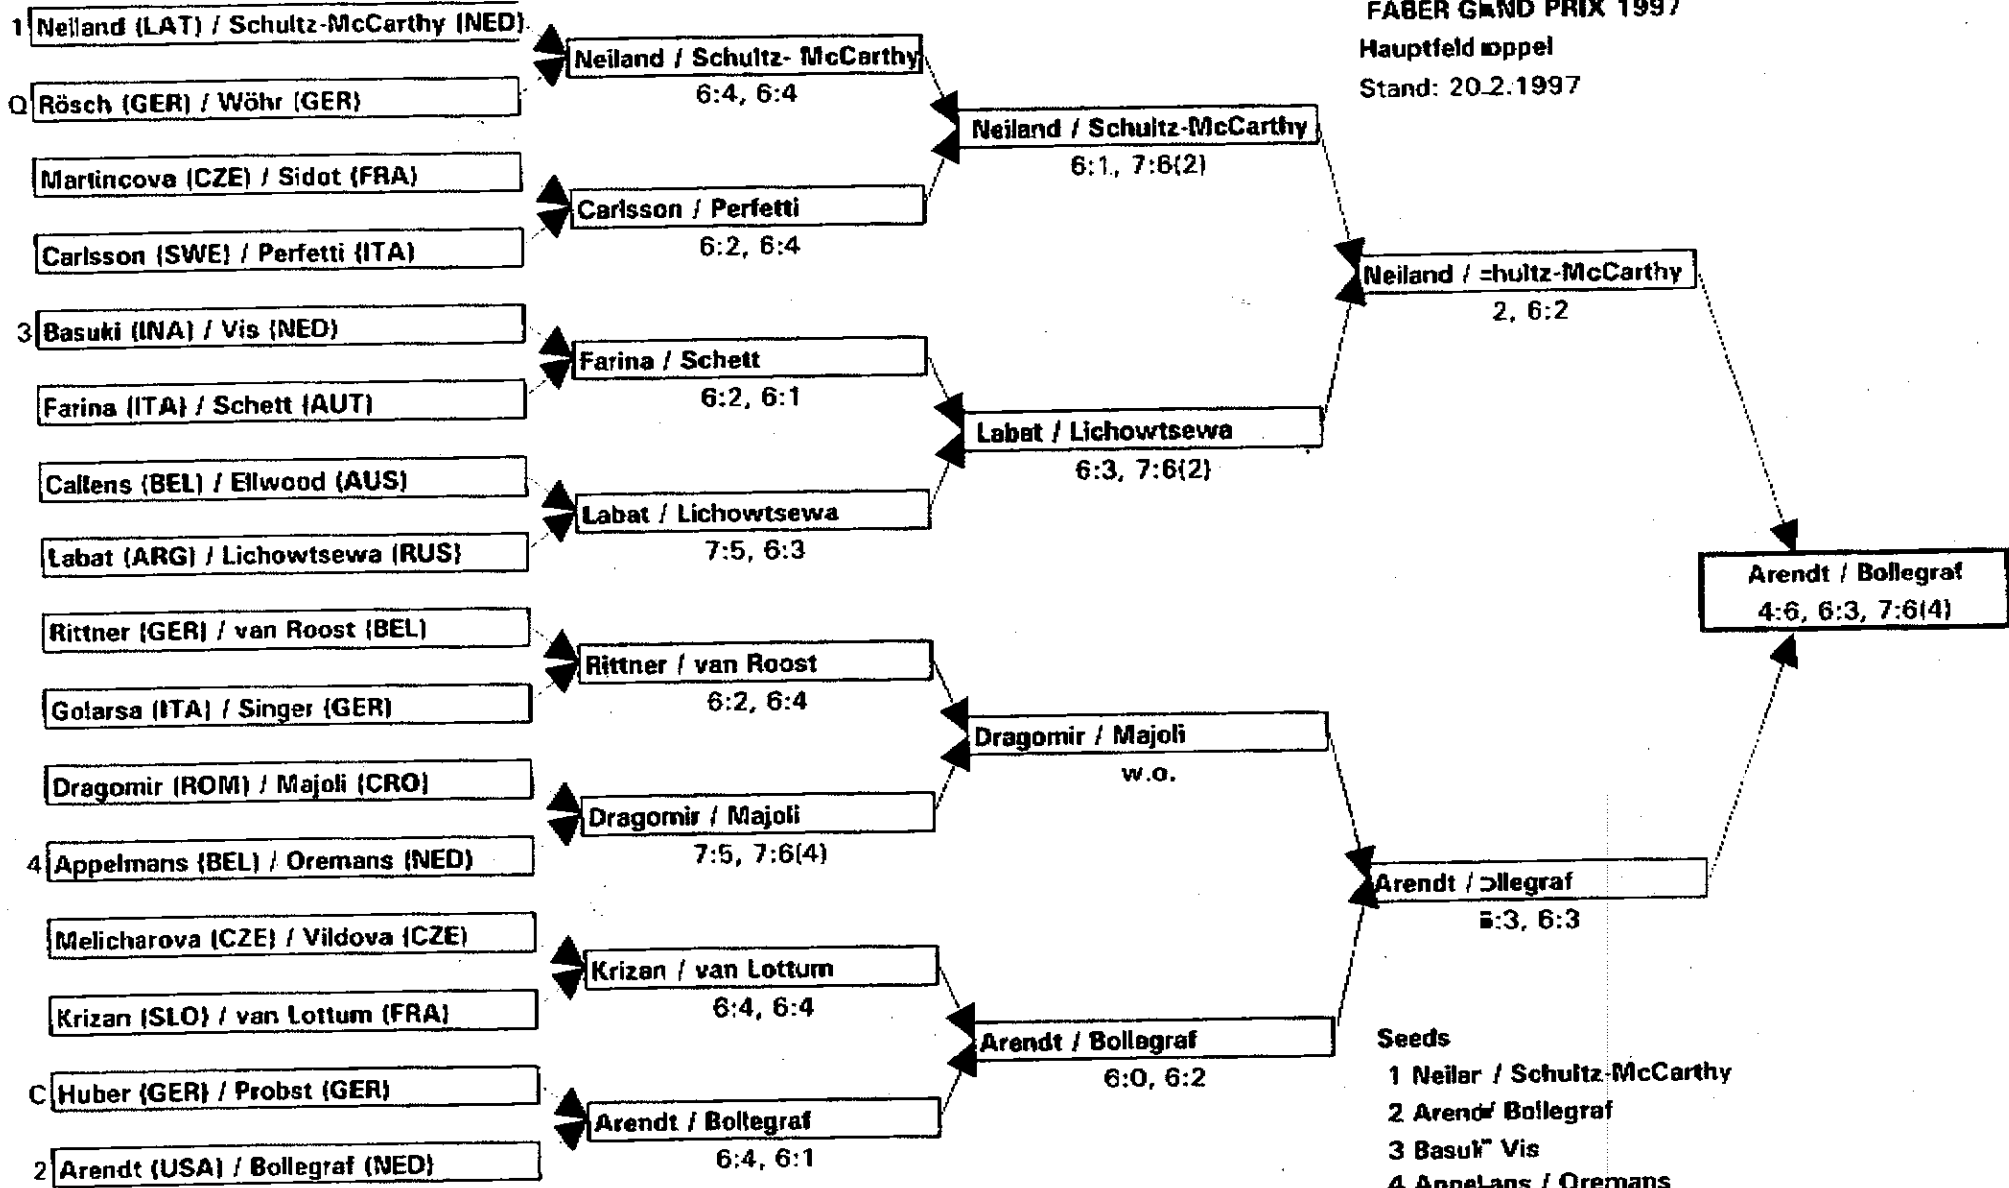 FABER GRAND PRIX 1997
Hauptfeld
Stand: 20.2.1997
1 Neiland (LAT) / Schultz-McCarthy (NED)
Q Rösch (GER) / Wöhr (GER)
Martincova (CZE) / Sidot (FRA)
Carlsson (SWE) / Perfetti (ITA)
3 Basuki (INA) / Vis (NED)
Farina (ITA) / Schett (AUT)
Callens (BEL) / Ellwood (AUS)
Labat (ARG) / Lichowtsewa (RUS)
Rittner (GER) / van Roost (BEL)
Golarsa (ITA) / Singer (GER)
Dragomir (ROM) / Majoli (CRO)
4 Appelmans (BEL) / Oremans (NED)
Melicharova (CZE) / Vildova (CZE)
Krizan (SLO) / van Lottum (FRA)
C Huber (GER) / Probst (GER)
2 Arendt (USA) / Bollegraf (NED)
Neiland / Schultz- McCarthy
6:4, 6:4
Carlsson / Perfetti
6:2, 6:4
Farina / Schett
6:2, 6:1
Labat / Lichowtsewa
7:5, 6:3
Rittner / van Roost
6:2, 6:4
Dragomir / Majoli
7:5, 7:6(4)
Krizan / van Lottum
6:4, 6:4
Arendt / Bollegraf
6:4, 6:1
Neiland / Schultz-McCarthy
6:1, 7:6(2)
Labat / Lichowtsewa
6:3, 7:6(2)
Dragomir / Majoli
w.o.
Arendt / Bollegraf
6:0, 6:2
Neiland / hultz-McCarthy
2, 6:2
Arendt / llegraf
:3, 6:3
Arendt / Bollegraf
4:6, 6:3, 7:6(4)
Seeds
1 / Schultz-McCarthy
2 Bollegraf
3 Vis
4 / Oremans